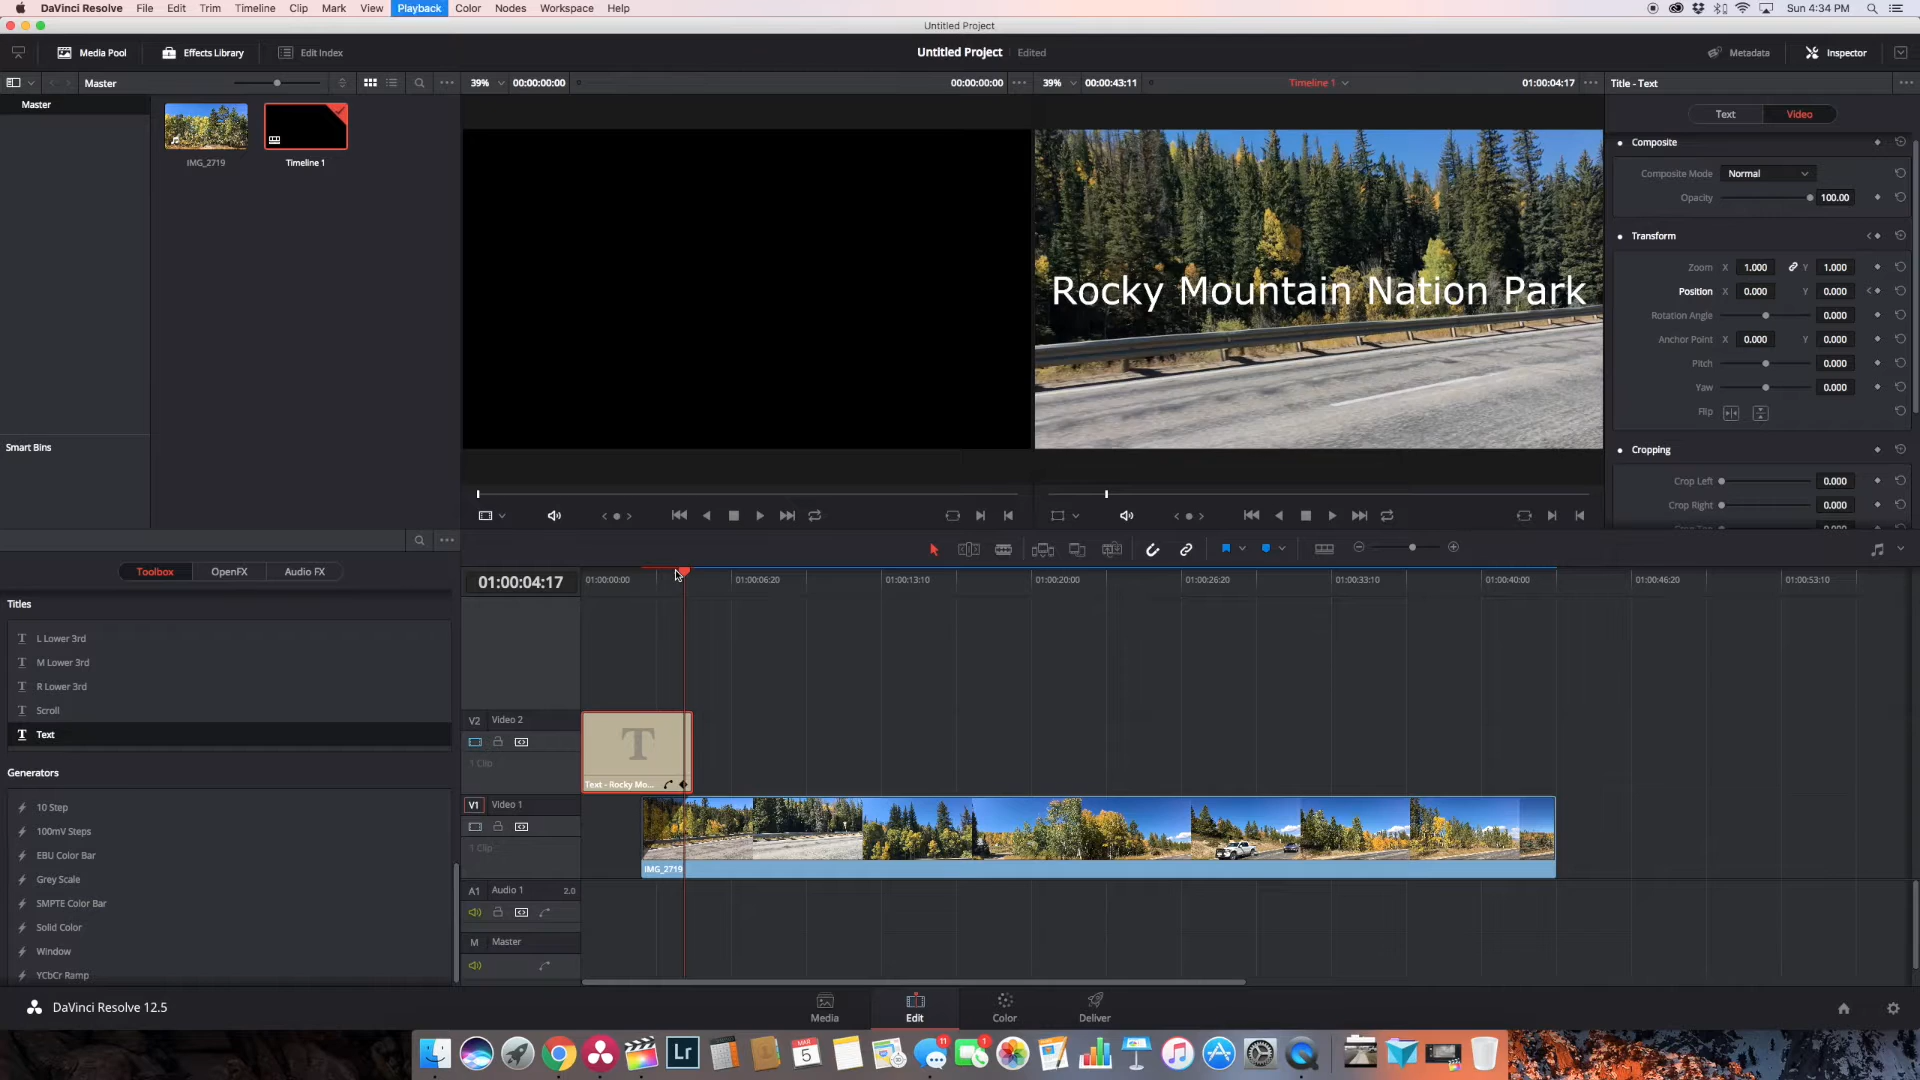 DaVinci Resolve File Edit Trim Timeline Clip Mark View Playback Color Nodes Workspace Help Sun 4:34 PM
Untitled Project
Media Pool Effects Library Edit Index Untitled Project Edited Metadata Inspector
Master 39% 00:00:00:00 00:00:00:00 39% 00:00:43:11 Timeline 1 01:00:04:17 Title - Text
Master
IMG_2719 Timeline 1
Text Video
Composite
Composite Mode Normal
Opacity 100.00
Transform
Zoom X 1.000 Y 1.000
Position X 0.000 Y 0.000
Rotation Angle 0.000
Anchor Point X 0.000 Y 0.000
Pitch 0.000
Yaw 0.000
Flip
Cropping
Crop Left 0.000
Crop Right 0.000
Rocky Mountain Nation Park
Smart Bins
Toolbox OpenFX Audio FX
Titles
L Lower 3rd
M Lower 3rd
R Lower 3rd
Scroll
Text
Generators
10 Step
100mV Steps
EBU Color Bar
Grey Scale
SMPTE Color Bar
Solid Color
Window
YCbCr Ramp
01:00:04:17 01:00:00:00 01:00:06:20 01:00:13:10 01:00:20:00 01:00:26:20 01:00:33:10 01:00:40:00 01:00:46:20 01:00:53:10
V2 Video 2
1 Clip
T
Text - Rocky Mo...
V1 Video 1
1 Clip
IMG_2719
A1 Audio 1 2.0
M Master
DaVinci Resolve 12.5
Media Edit Color Deliver
Lr
MAR
5
11
1